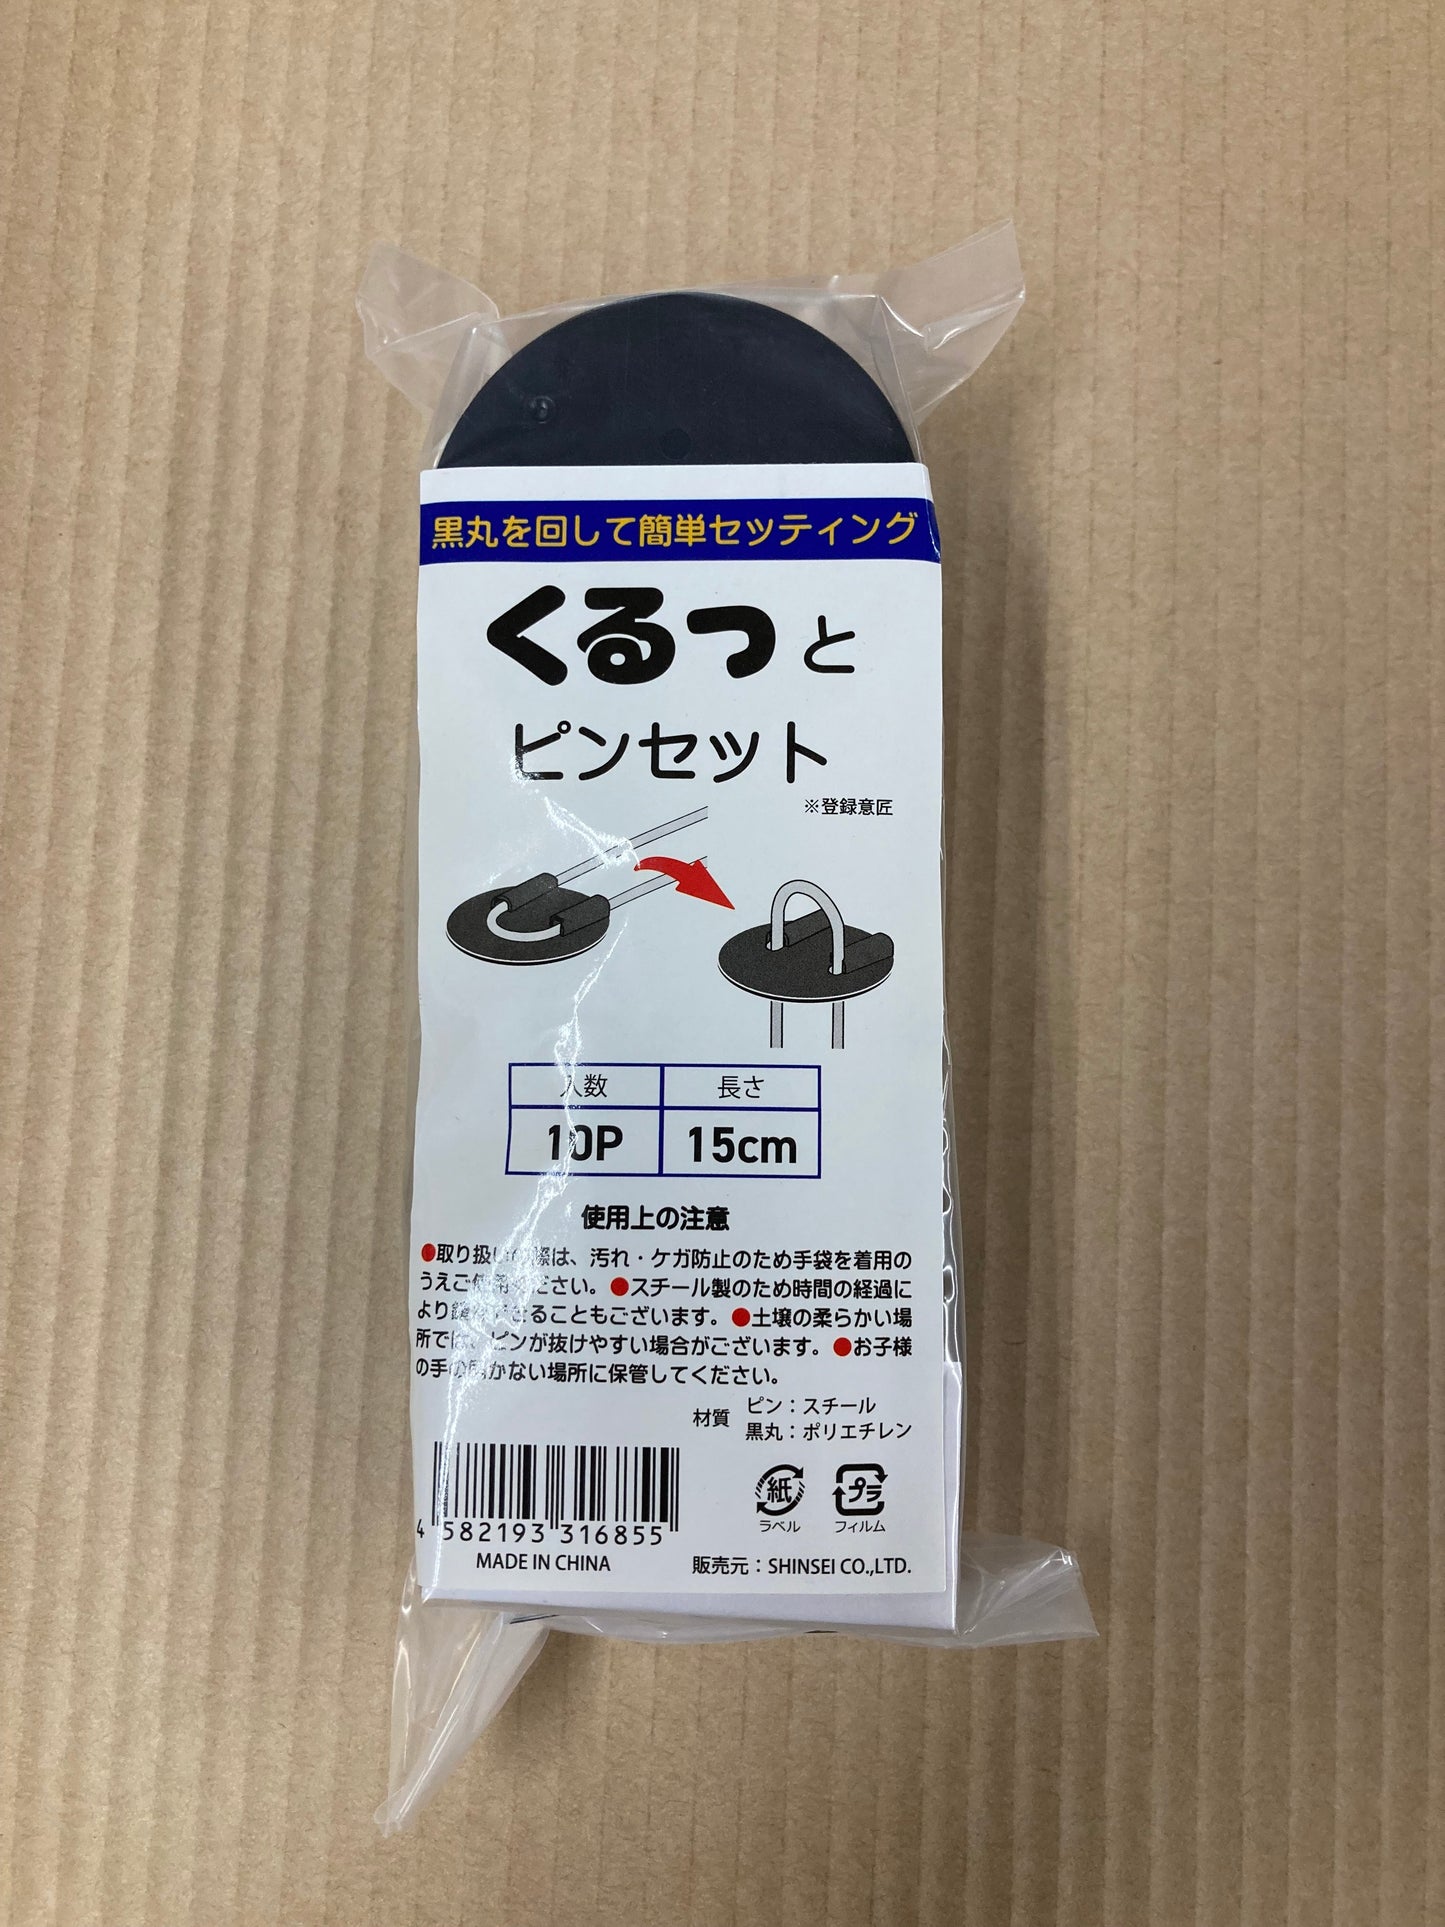 黒丸を回して簡単セッティング
くるっと
ピンセット
※登録意匠
入数 長さ
10P 15cm
使用上の注意
●取り扱いの際は、汚れ・ケガ防止のため手袋を着用の
うえご使用ください。●スチール製のため時間の経過に
より錆びさせることもございます。●土壌の柔らかい場
所では、ピンが抜けやすい場合がございます。●お子様
の手の届かない場所に保管してください。
材質 ピン：スチール
黒丸：ポリエチレン
紙 プラ
ラベル フィルム
4 582193 316855
MADE IN CHINA 販売元：SHINSEI CO.,LTD.